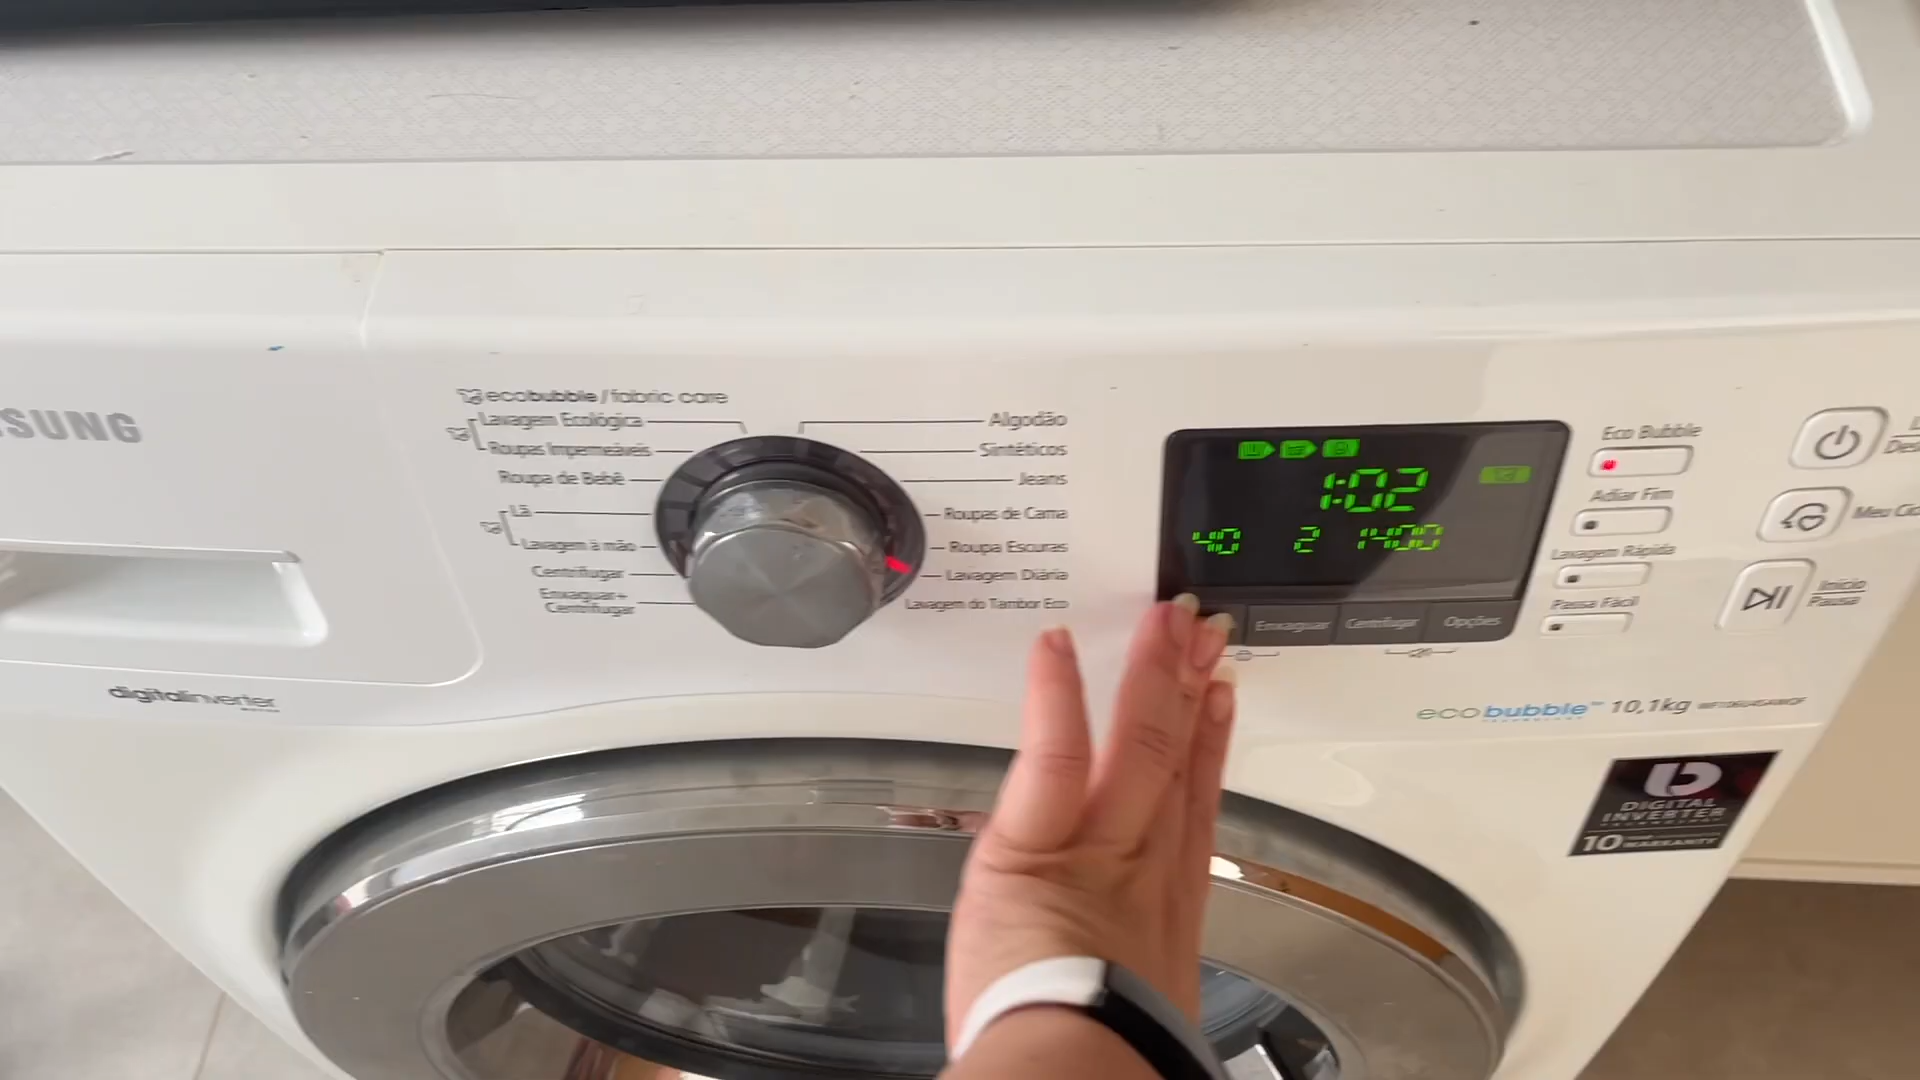 SUNG
ecobubble/fabric care
Lavagem Ecológica
Roupas Impermeáveis
Roupa de Bebê
Lã
Lavagem à mão
Centrifugar
Enxaguar+
Centrifugar
Algodão
Sintéticos
Jeans
Roupas de Cama
Roupa Escuras
Lavagem Diária
Lavagem do Tambor Eco
1:02
40 2 1400
Enxaguar Centrifugar Opções
Eco Bubble
Adiar Fim
Lavagem Rápida
Pausa Fácil
Meu Cic
Início
Pausa
digitalinverter
ecobubble 10,1kg
DIGITAL
INVERTER
10 WARRANTY